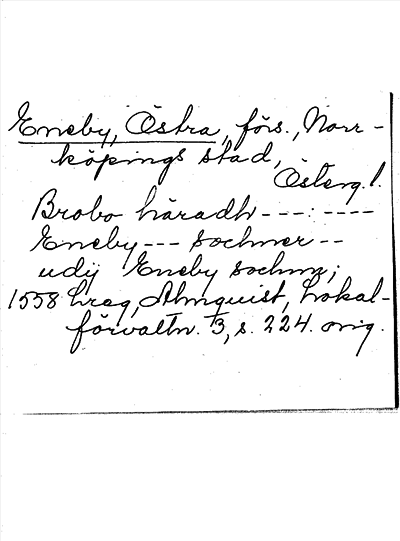 Eneby, Östra, förs., Norr-
köpings stad,
Österg.l.
Brobo häradh ---:----
Eneby --- sochner --
udij Eneby sochnn;
1558 Lreg, Almquist, Lokal-
förvaltn. 3, s. 224. orig.